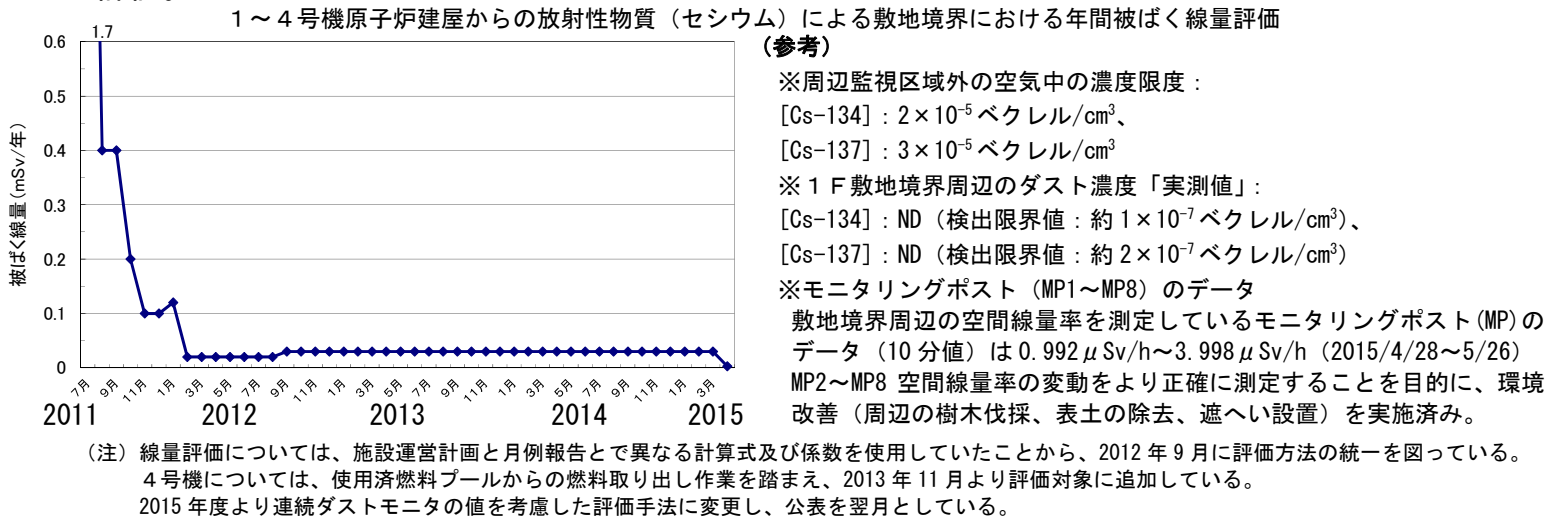 １～４号機原子炉建屋からの放射性物質（セシウム）による敷地境界における年間被ばく線量評価
1.7
0.6
0.5
0.4
0.3
0.2
0.1
0
被ばく線量(mSv/年)
7月 9月 11月 1月 3月 5月 7月 9月 11月 1月 3月 5月 7月 9月 11月 1月 3月 5月 7月 9月 11月 1月 3月
2011 2012 2013 2014 2015
（参考）
※周辺監視区域外の空気中の濃度限度：
[Cs-134]：2×10⁻⁵ベクレル/cm³、
[Cs-137]：3×10⁻⁵ベクレル/cm³
※１Ｆ敷地境界周辺のダスト濃度「実測値」：
[Cs-134]：ND（検出限界値：約1×10⁻⁷ベクレル/cm³）、
[Cs-137]：ND（検出限界値：約2×10⁻⁷ベクレル/cm³）
※モニタリングポスト（MP1～MP8）のデータ
敷地境界周辺の空間線量率を測定しているモニタリングポスト(MP)の
データ（10分値）は0.992μSv/h～3.998μSv/h（2015/4/28～5/26）
MP2～MP8 空間線量率の変動をより正確に測定することを目的に、環境
改善（周辺の樹木伐採、表土の除去、遮へい設置）を実施済み。
（注）線量評価については、施設運営計画と月例報告とで異なる計算式及び係数を使用していたことから、2012年9月に評価方法の統一を図っている。
４号機については、使用済燃料プールからの燃料取り出し作業を踏まえ、2013年11月より評価対象に追加している。
2015年度より連続ダストモニタの値を考慮した評価手法に変更し、公表を翌月としている。